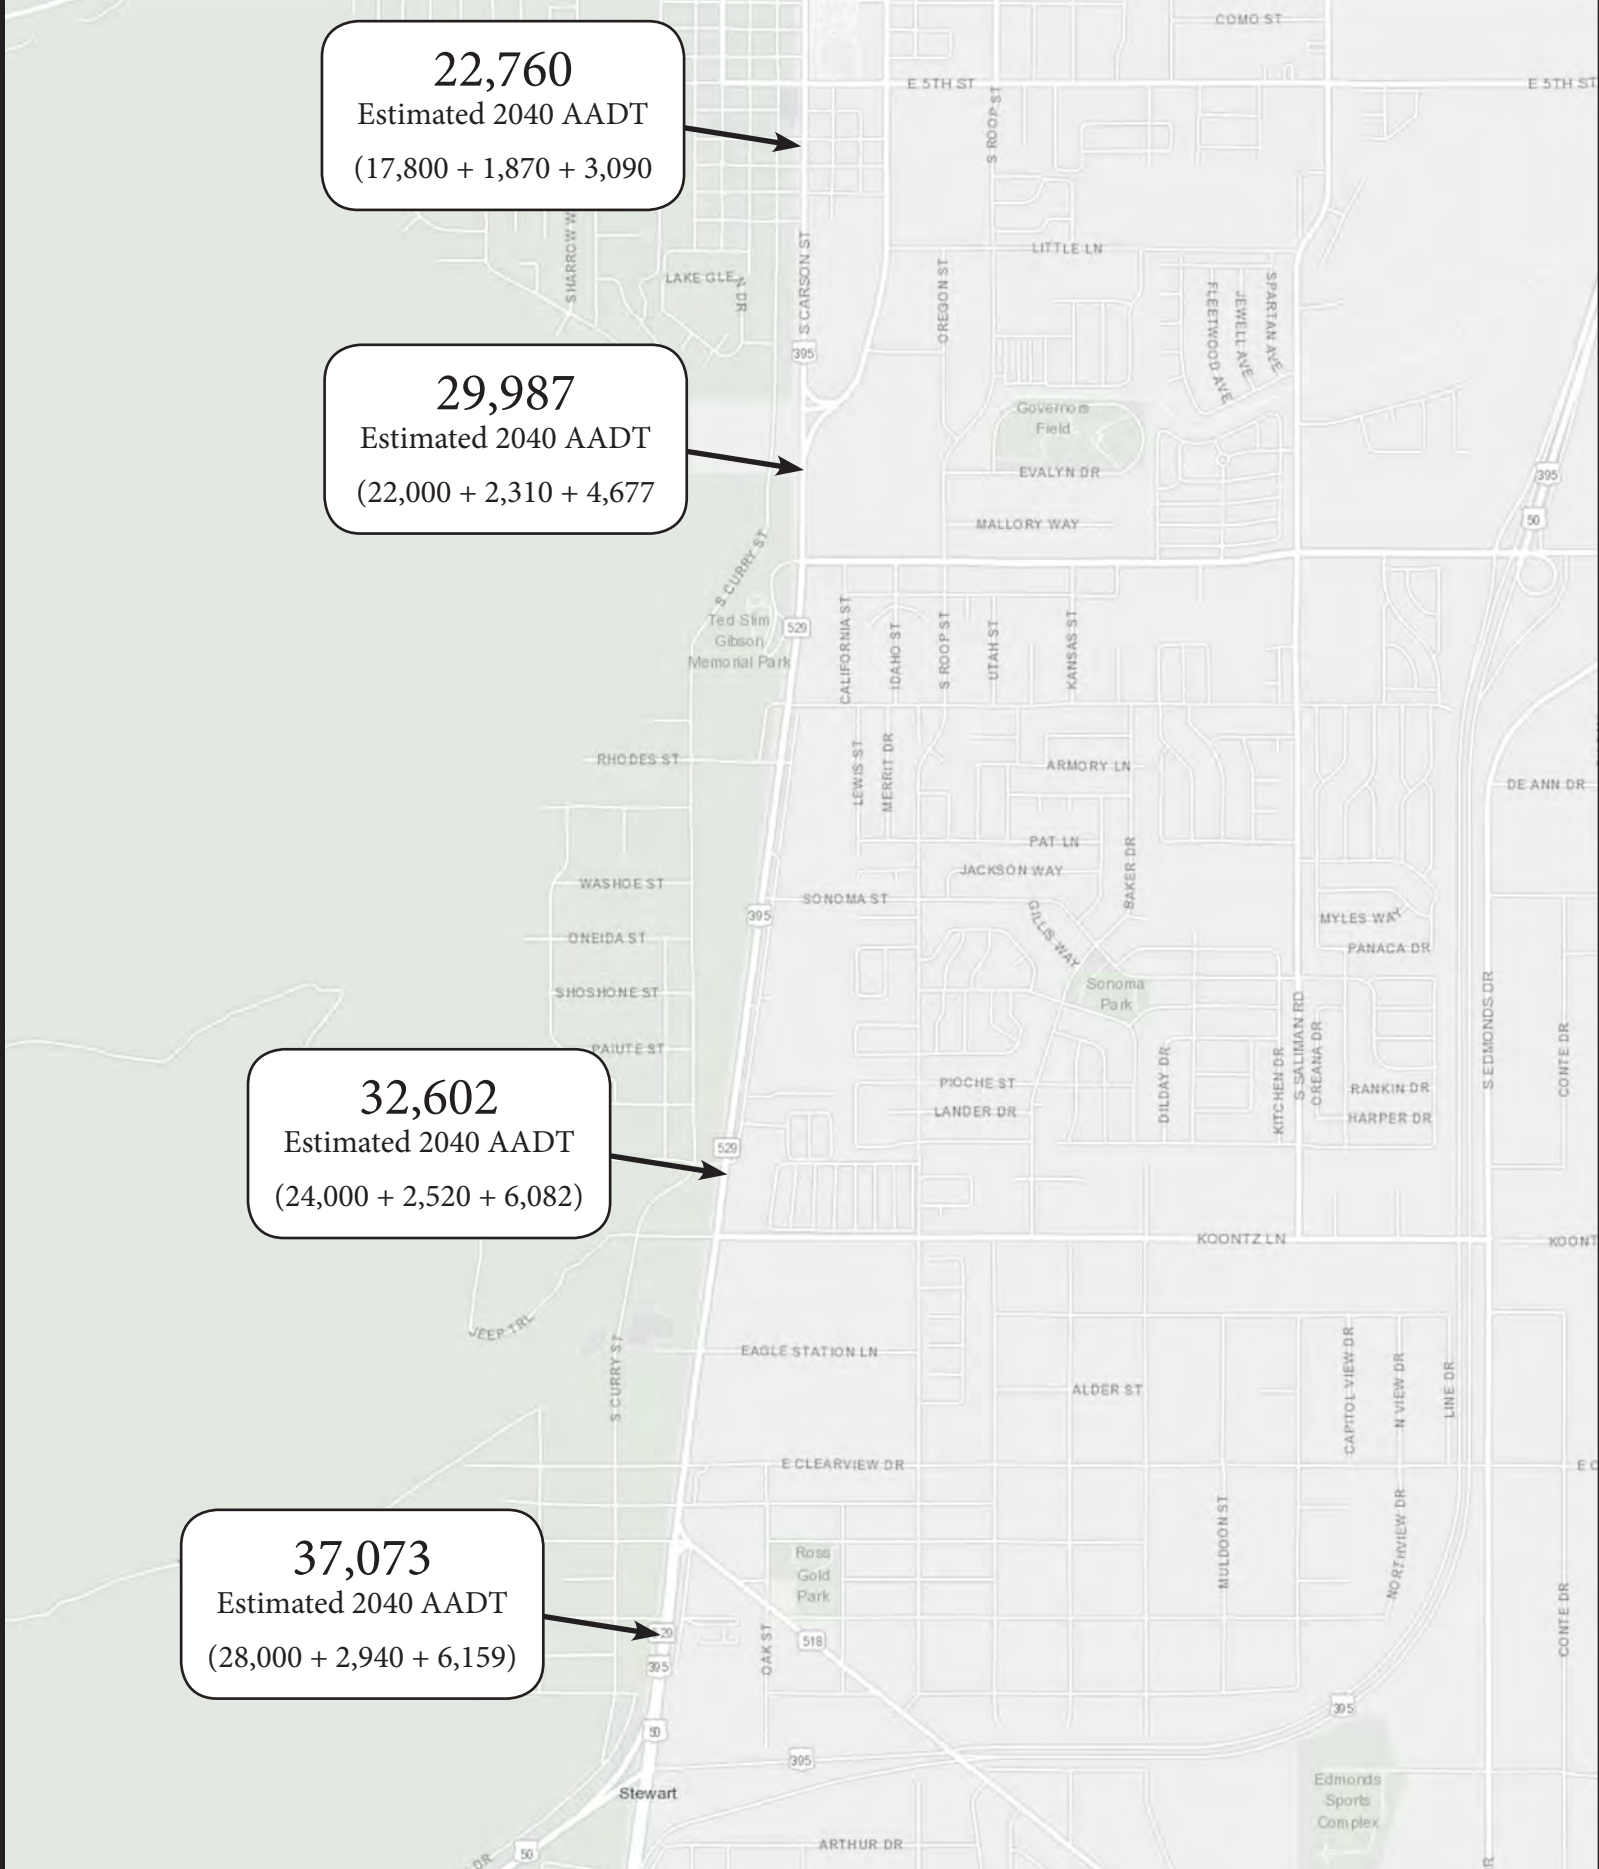 COMO ST
22,760
Estimated 2040 AADT
(17,800 + 1,870 + 3,090
E 5TH ST
E 5TH ST
S ROOP ST
SHARROW W
LAKE GLEN DR
S CARSON ST
LITTLE LN
OREGON ST
FLEETWOOD AVE
JEWELL AVE
SPARTAN AVE
395
29,987
Estimated 2040 AADT
(22,000 + 2,310 + 4,677
Governors
Field
EVALYN DR
395
50
MALLORY WAY
S CURRY ST
Ted Slim
Gibson
Memorial Park
529
CALIFORNIA ST
IDAHO ST
S ROOP ST
UTAH ST
KANSAS ST
RHODES ST
LEWIS ST
MERRIT DR
ARMORY LN
DE ANN DR
PAT LN
JACKSON WAY
BAKER DR
WASHOE ST
SONOMA ST
395
GILLIS WAY
MYLES WAY
ONEIDA ST
PANACA DR
SHOSHONE ST
Sonoma
Park
S SALIMAN RD
OREANA DR
S EDMONDS DR
CONTE DR
PAIUTE ST
32,602
Estimated 2040 AADT
(24,000 + 2,520 + 6,082)
PIOCHE ST
LANDER DR
DILDAY DR
KITCHEN DR
RANKIN DR
HARPER DR
529
KOONTZ LN
KOONT
JEER TRL
S CURRY ST
EAGLE STATION LN
ALDER ST
CAPITOL VIEW DR
N VIEW DR
LINE DR
E CLEARVIEW DR
E C
37,073
Estimated 2040 AADT
(28,000 + 2,940 + 6,159)
Ross
Gold
Park
MULDOON ST
NORTHVIEW DR
CONTE DR
OAK ST
518
395
395
50
395
Stewart
Edmonds
Sports
Complex
ARTHUR DR
50
DR
R